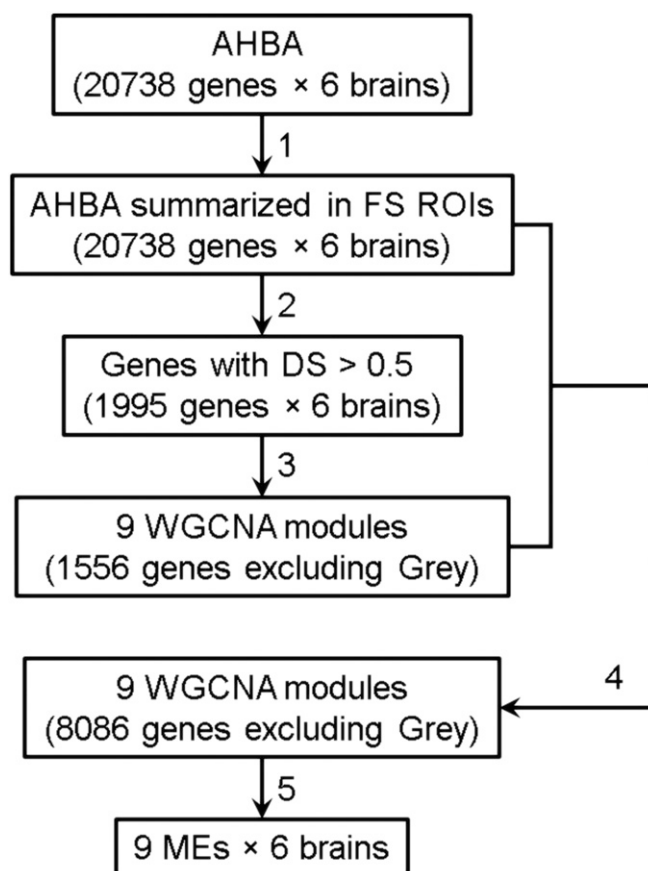 AHBA
(20738 genes × 6 brains)
1
AHBA summarized in FS ROIs
(20738 genes × 6 brains)
2
Genes with DS > 0.5
(1995 genes × 6 brains)
3
9 WGCNA modules
(1556 genes excluding Grey)
4
9 WGCNA modules
(8086 genes excluding Grey)
5
9 MEs × 6 brains